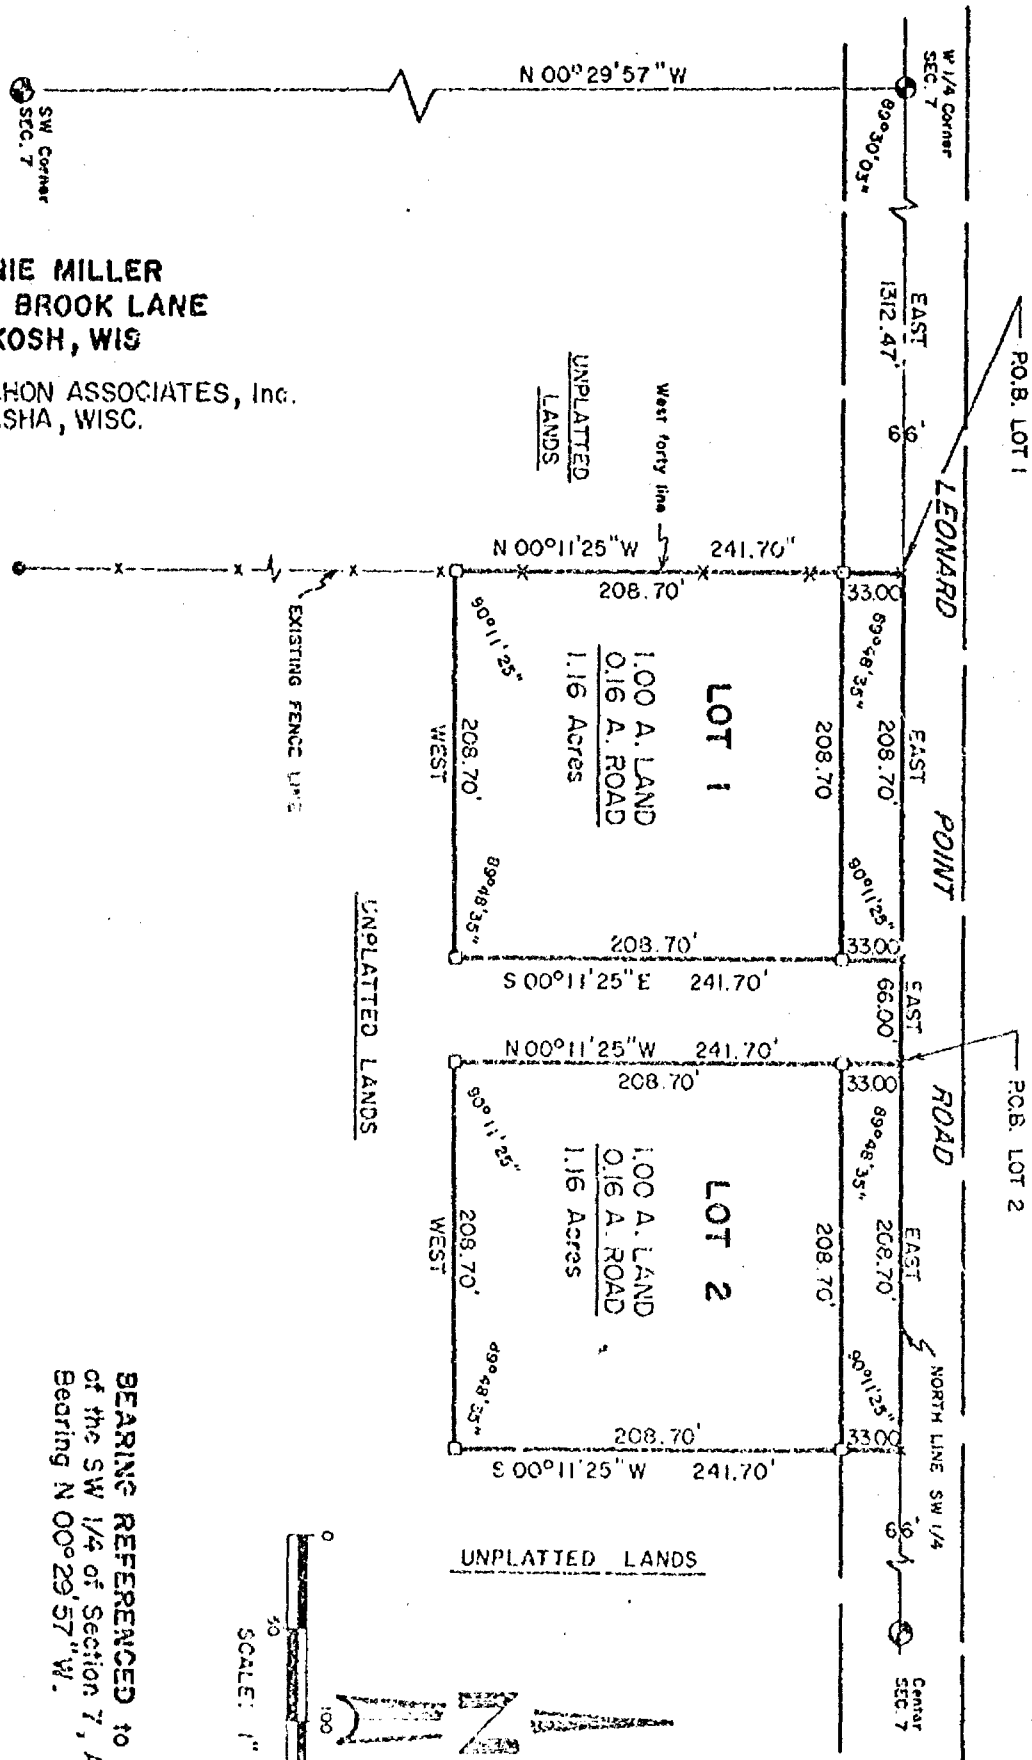 W 1/4 Corner
SEC. 7
N 00°29'57"W
SW Corner
SEC. 7
89°30'03"
EAST
1312.47'
66'
P.O.B. LOT 1
LEONARD POINT ROAD
MILLER
BROOK LANE
WIS
ASSOCIATES, Inc.
WISC.
UNPLATTED
LANDS
West forty line
N 00°11'25"W 241.70"
208.70'
33.00
EXISTING FENCE LINE
89°48'35"
EAST
208.70'
90°11'25"
33.00
208.70
LOT 1
1.00 A. LAND
0.16 A. ROAD
1.16 Acres
90°11'25"
208.70'
WEST
89°48'35"
208.70'
S 00°11'25"E 241.70'
EAST
66.00'
UNPLATTED LANDS
P.O.B. LOT 2
N 00°11'25"W 241.70'
208.70'
33.00
89°48'35"
EAST
208.70'
90°11'25"
33.00
208.70'
LOT 2
1.00 A. LAND
0.16 A. ROAD
1.16 Acres
90°11'25"
208.70'
WEST
89°48'35"
208.70'
S 00°11'25"W 241.70'
NORTH LINE SW 1/4
66'
Center
SEC. 7
UNPLATTED LANDS
0
50
100
SCALE: 1"
N
BEARING REFERENCED to
of the SW 1/4 of Section 7,
Bearing N 00°29'57"W.